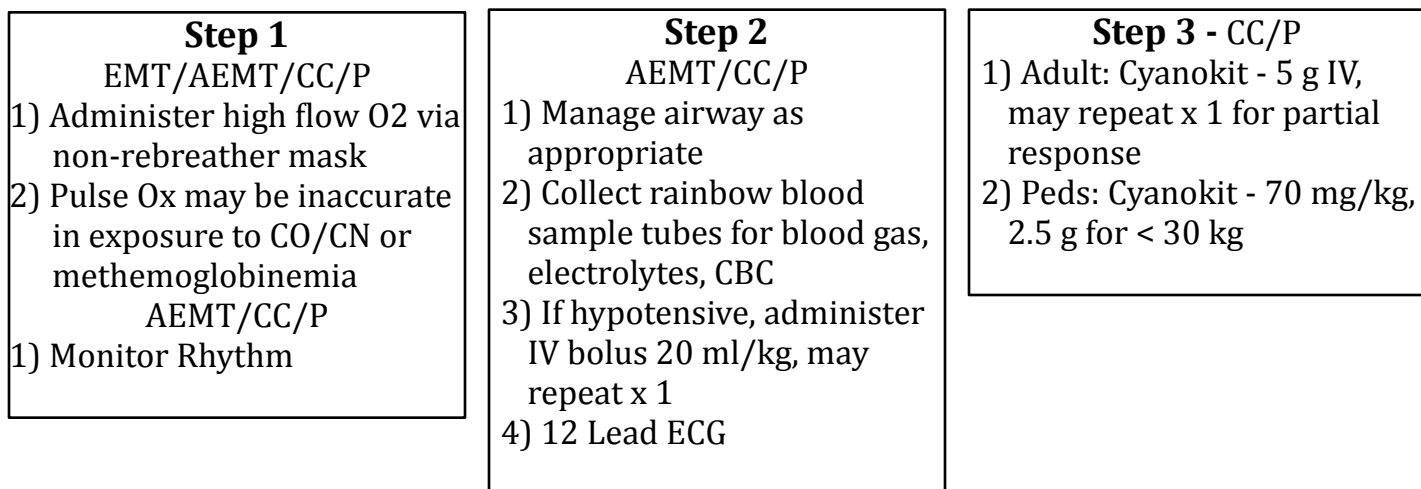 Step 1
EMT/AEMT/CC/P
1) Administer high flow O2 via
non-rebreather mask
2) Pulse Ox may be inaccurate
in exposure to CO/CN or
methemoglobinemia
AEMT/CC/P
1) Monitor Rhythm
Step 2
AEMT/CC/P
1) Manage airway as
appropriate
2) Collect rainbow blood
sample tubes for blood gas,
electrolytes, CBC
3) If hypotensive, administer
IV bolus 20 ml/kg, may
repeat x 1
4) 12 Lead ECG
Step 3 - CC/P
1) Adult: Cyanokit - 5 g IV,
may repeat x 1 for partial
response
2) Peds: Cyanokit - 70 mg/kg,
2.5 g for < 30 kg